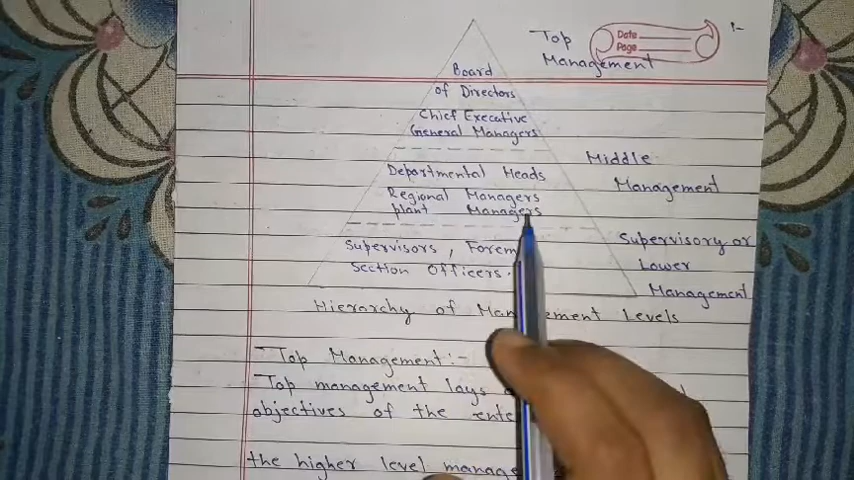 Top
Date
Page
:-
Management
Board
of Directors
Chief Executive
General Managers
Departmental Heads
Middle
Management
Regional Managers
plant Managers
Supervisors, Forem
Supervisory or
Lower
Management
Section Officers.
Hierarchy of Man ement Levels
Top Management :-
Top management lays
objectives of the ente
the higher level manage